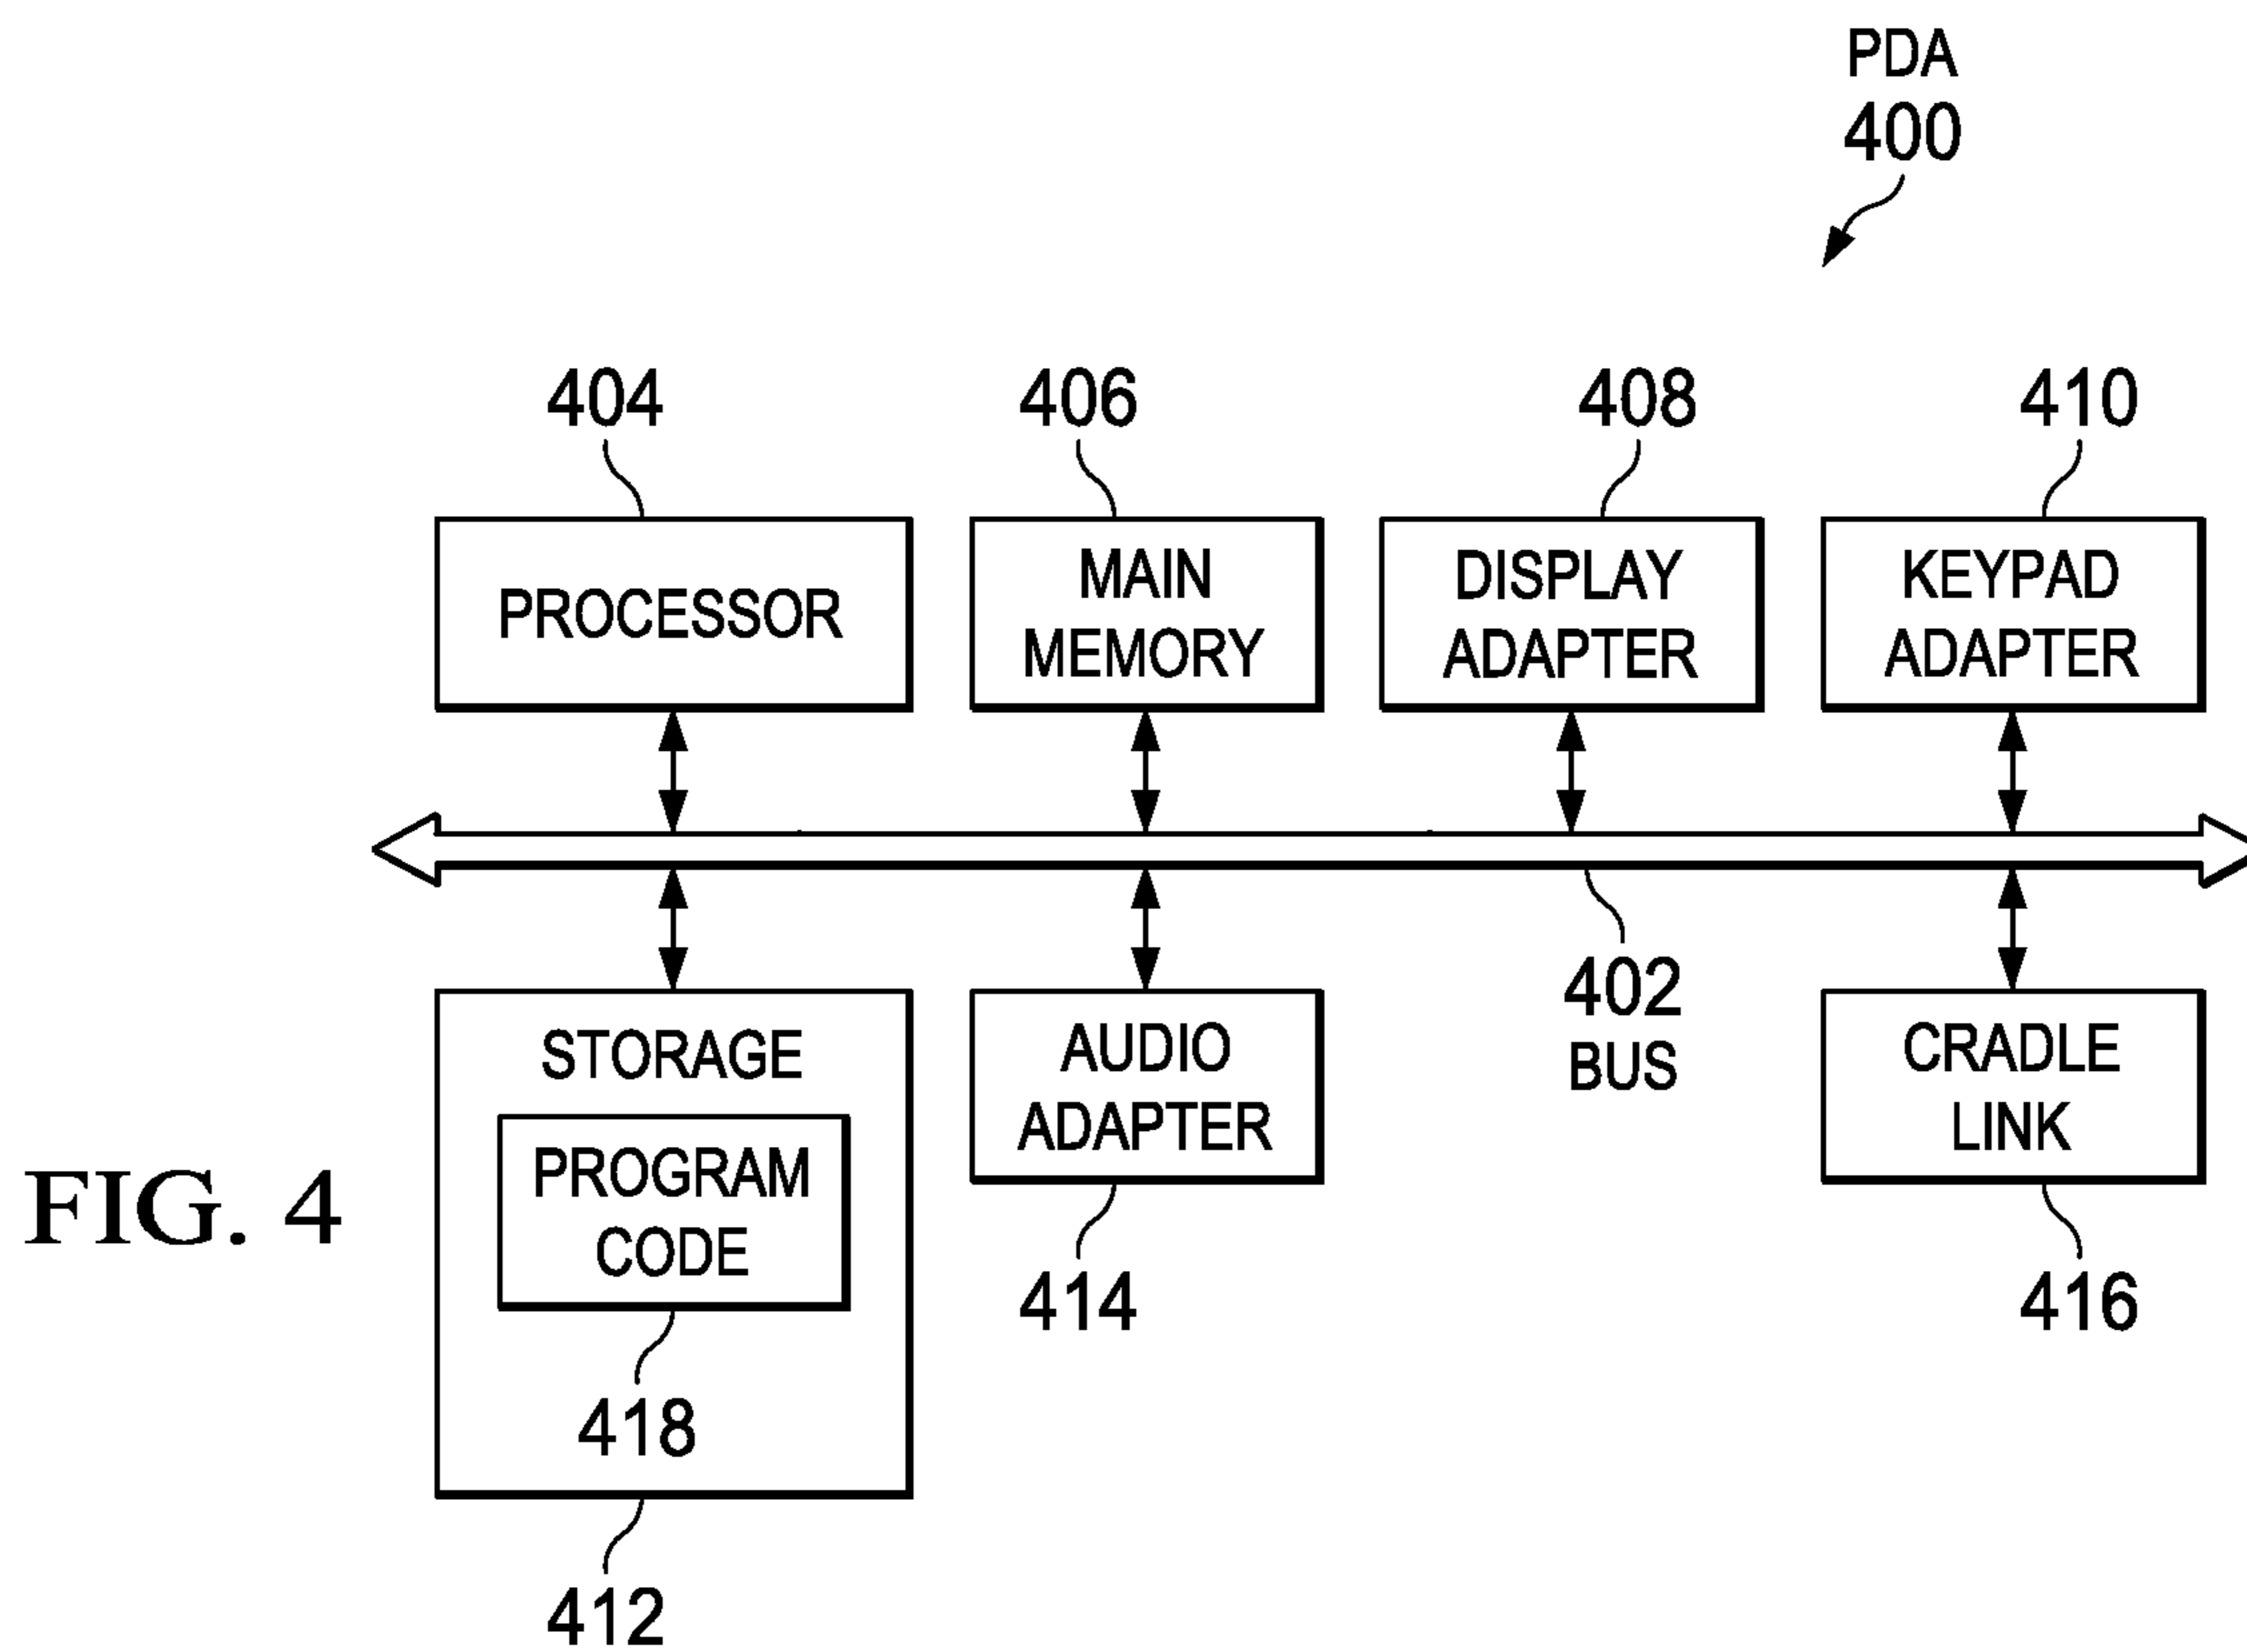 PDA
400
404
406
408
410
PROCESSOR
MAIN
MEMORY
DISPLAY
ADAPTER
KEYPAD
ADAPTER
402
BUS
STORAGE
PROGRAM
CODE
418
412
AUDIO
ADAPTER
414
CRADLE
LINK
416
FIG. 4